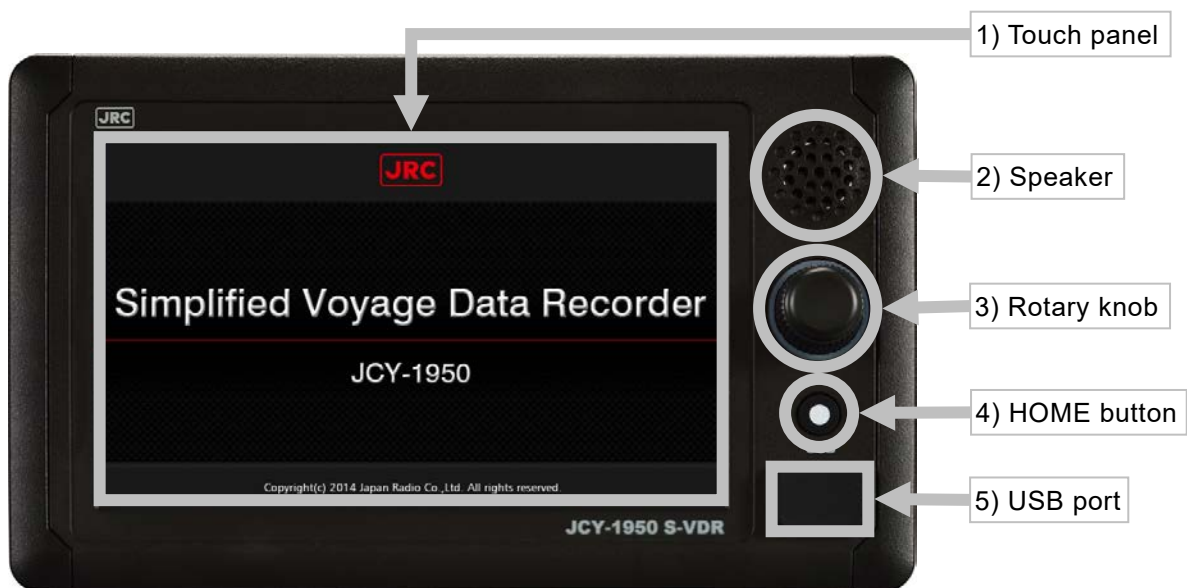 1) Touch panel
JRC
JRC
2) Speaker
Simplified Voyage Data Recorder
3) Rotary knob
JCY-1950
4) HOME button
Copyright(c) 2014 Japan Radio Co.,Ltd. All rights reserved.
5) USB port
JCY-1950 S-VDR